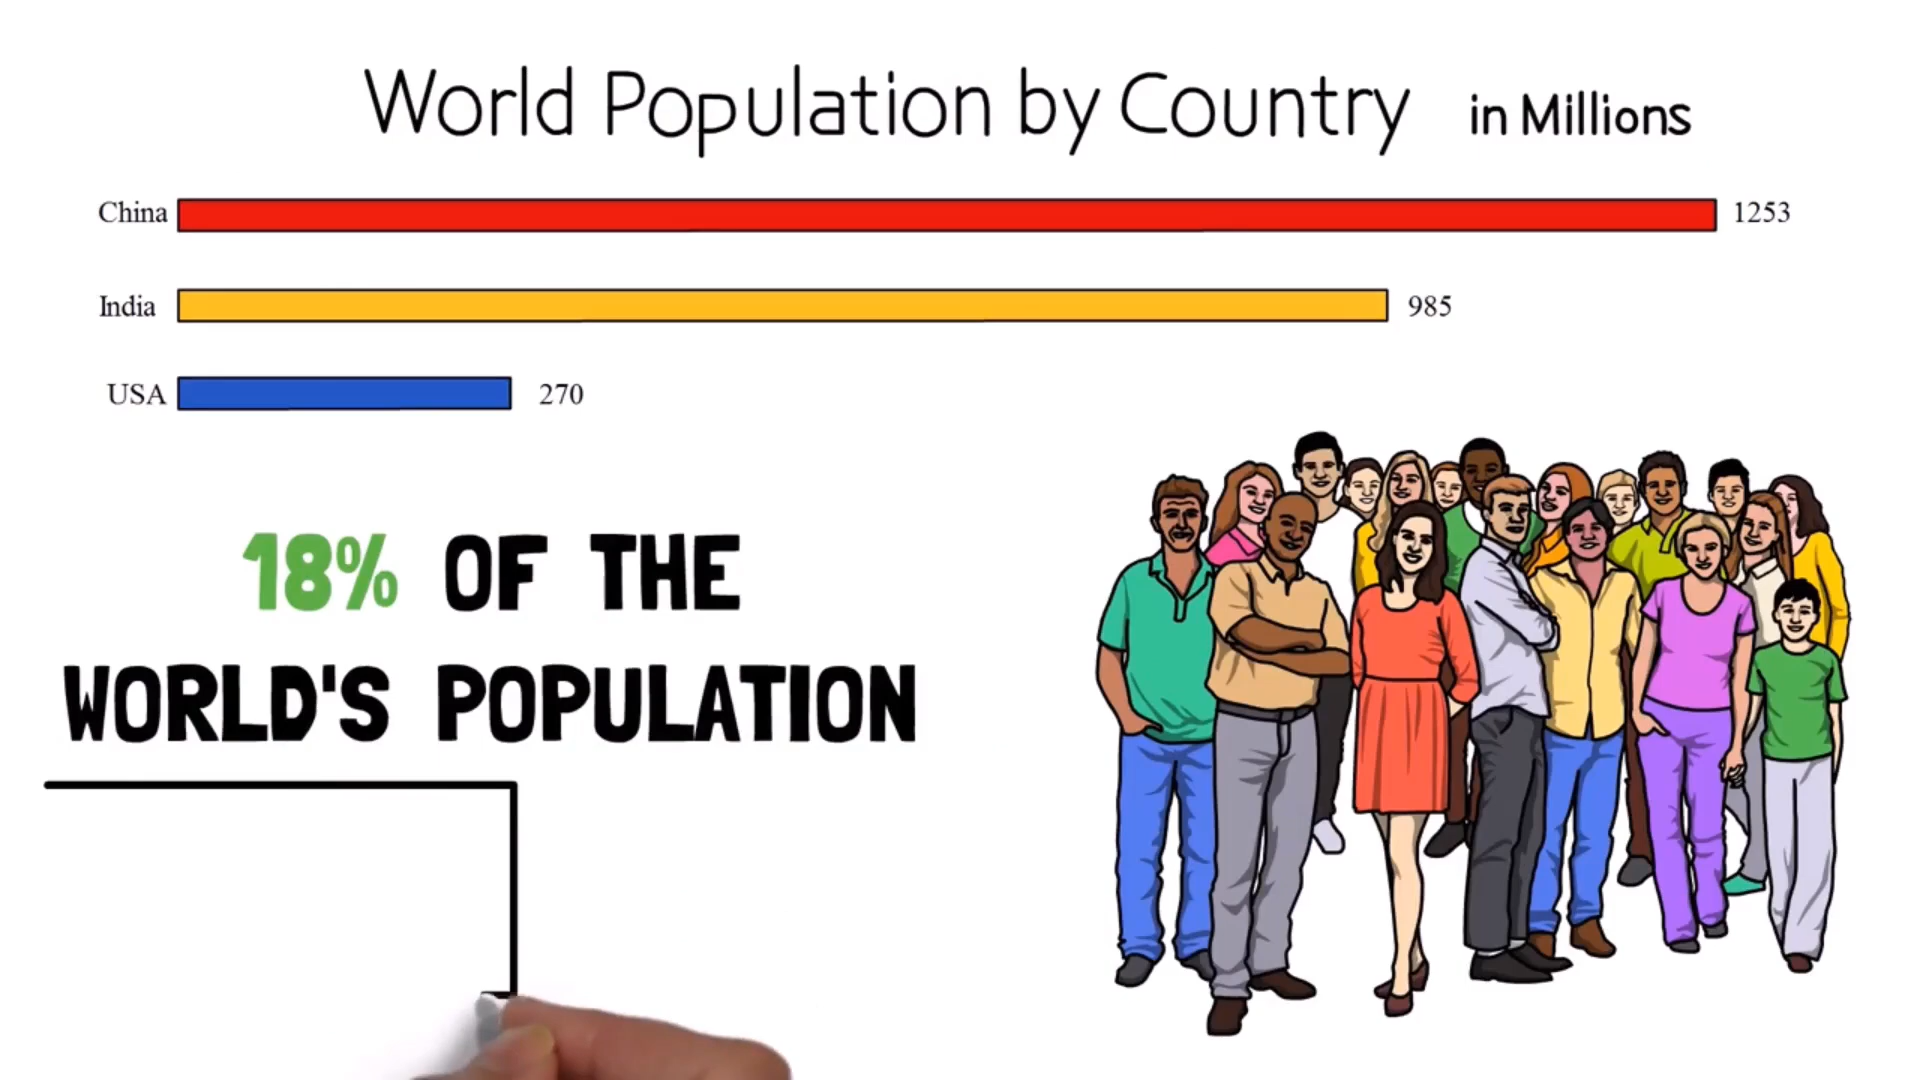 World Population by Country in Millions
China 1253
India 985
USA 270
18% OF THE
WORLD'S POPULATION